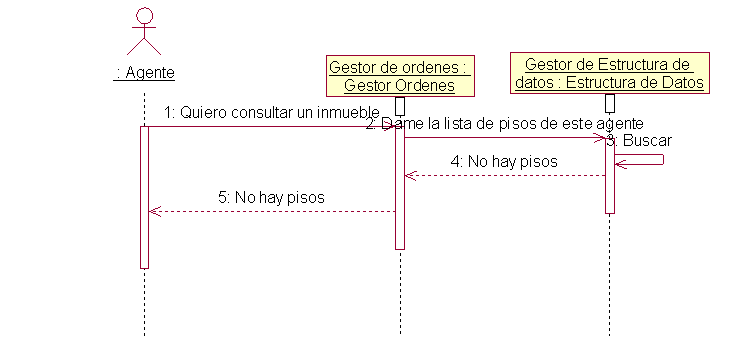 : Agente
Gestor de ordenes :
Gestor Ordenes
Gestor de Estructura de
datos : Estructura de Datos
1: Quiero consultar un inmueble
2: Dame la lista de pisos de este agente
3: Buscar
4: No hay pisos
5: No hay pisos